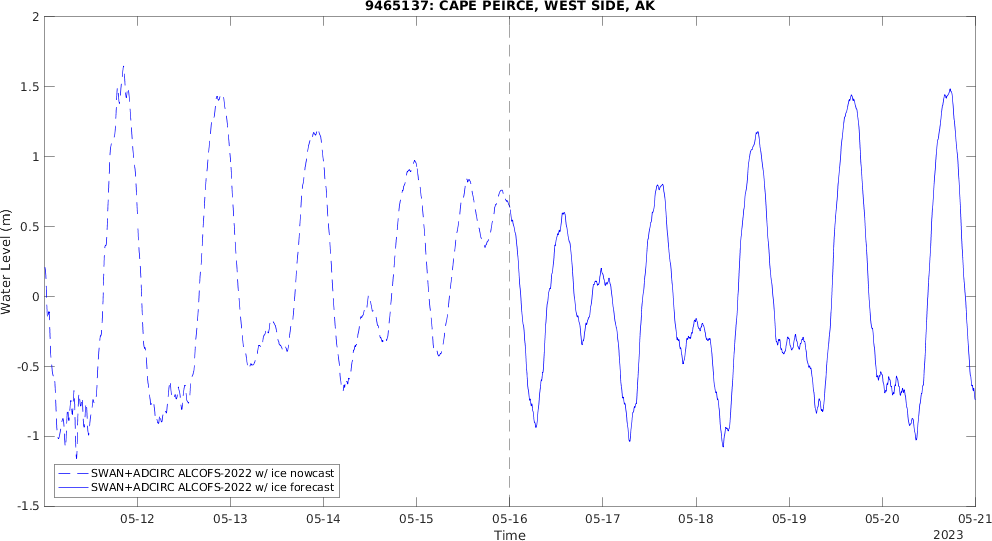 9465137: CAPE PEIRCE, WEST SIDE, AK
2
1.5
1
0.5
0
-0.5
-1
-1.5
Water Level (m)
SWAN+ADCIRC ALCOFS-2022 w/ ice nowcast
SWAN+ADCIRC ALCOFS-2022 w/ ice forecast
05-12 05-13 05-14 05-15 05-16 05-17 05-18 05-19 05-20 05-21
Time
2023